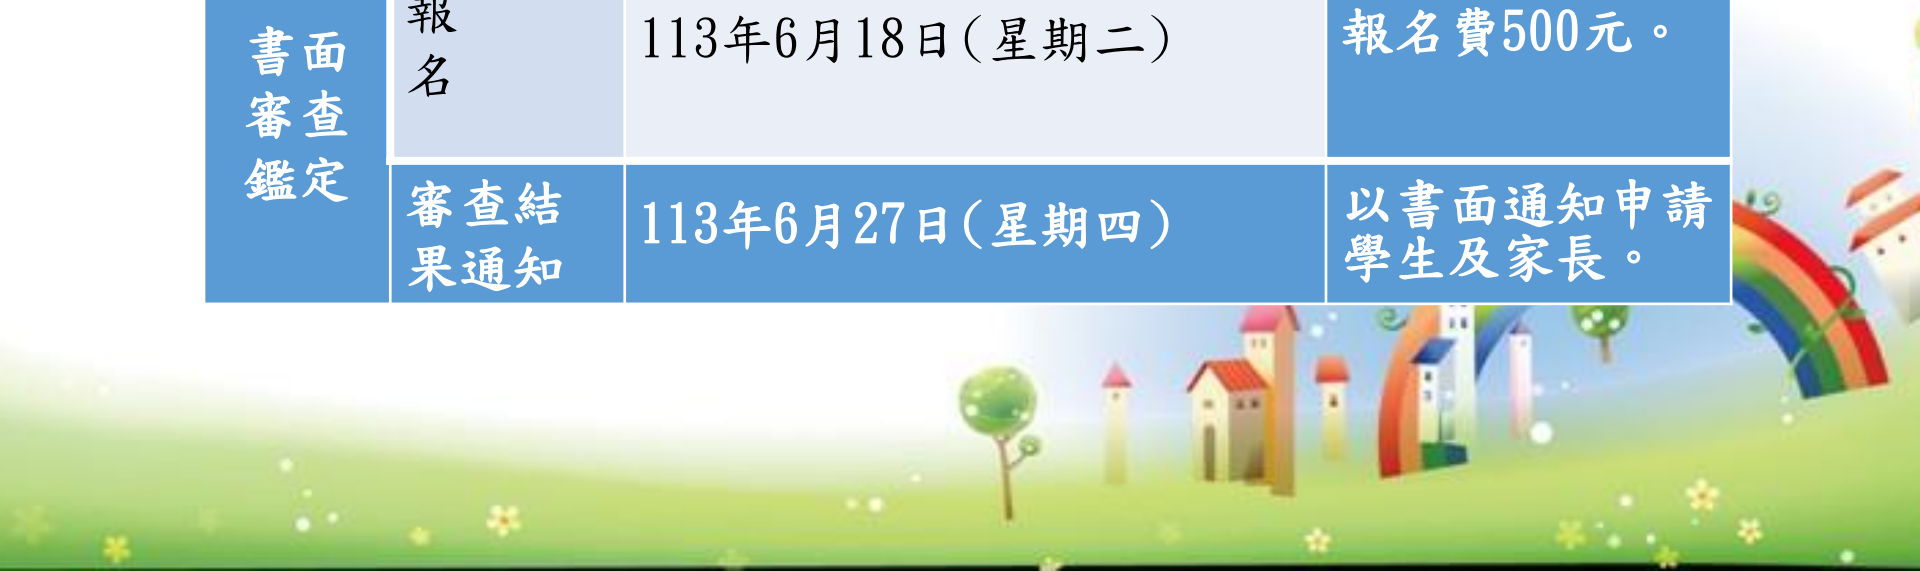 書面
審查
鑑定
報
名
113年6月18日(星期二)
報名費500元。
審查結
果通知
113年6月27日(星期四)
以書面通知申請
學生及家長。